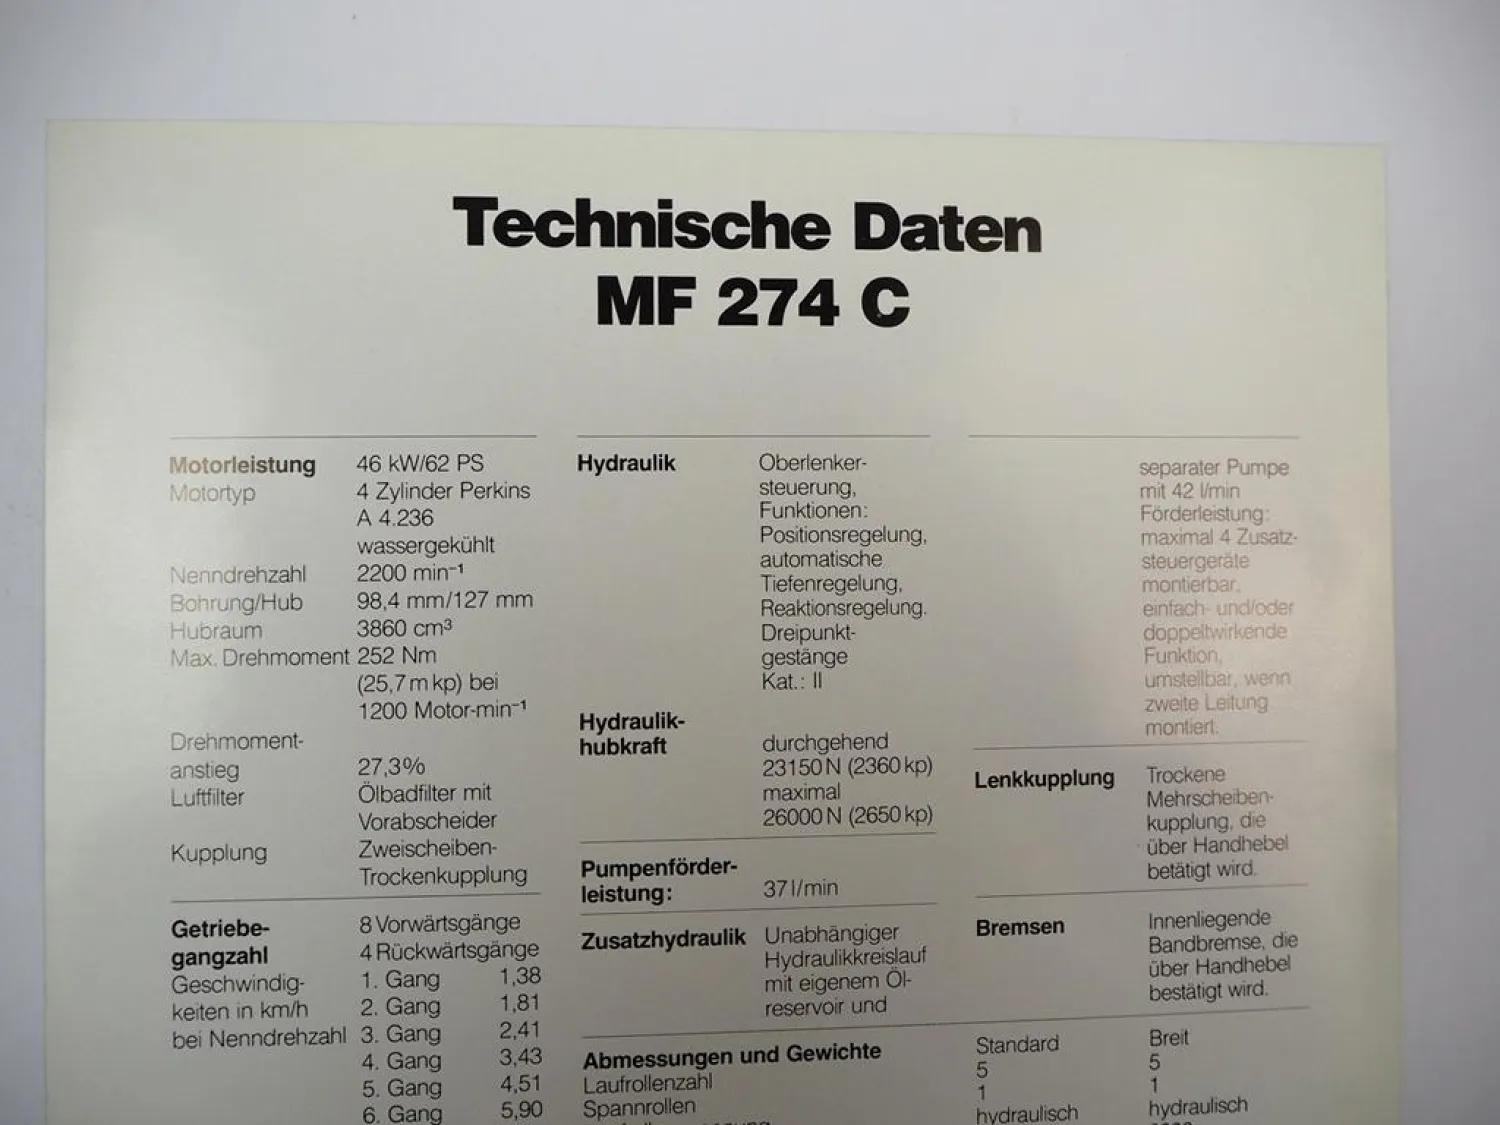 Technische Daten
MF 274 C
Motorleistung 46 kW/62 PS
Motortyp 4 Zylinder Perkins
A 4.236
wassergekühlt
Nenndrehzahl 2200 min⁻¹
Bohrung/Hub 98,4 mm/127 mm
Hubraum 3860 cm³
Max. Drehmoment 252 Nm
(25,7 m kp) bei
1200 Motor-min⁻¹
Drehmoment-
anstieg 27,3%
Luftfilter Ölbadfilter mit
Vorabscheider
Kupplung Zweischeiben-
Trockenkupplung
Getriebe- 8 Vorwärtsgänge
gangzahl 4 Rückwärtsgänge
Geschwindig- 1. Gang 1,38
keiten in km/h 2. Gang 1,81
bei Nenndrehzahl 3. Gang 2,41
4. Gang 3,43
5. Gang 4,51
6. Gang 5,90
Hydraulik Oberlenker-
steuerung,
Funktionen:
Positionsregelung,
automatische
Tiefenregelung,
Reaktionsregelung.
Dreipunkt-
gestänge
Kat.: II
Hydraulik-
hubkraft durchgehend
23150 N (2360 kp)
maximal
26000 N (2650 kp)
Pumpenförder-
leistung: 37 l/min
Zusatzhydraulik Unabhängiger
Hydraulikkreislauf
mit eigenem Öl-
reservoir und
separater Pumpe
mit 42 l/min
Förderleistung:
maximal 4 Zusatz-
steuergeräte
montierbar,
einfach- und/oder
doppeltwirkende
Funktion,
umstellbar, wenn
zweite Leitung
montiert.
Lenkkupplung Trockene
Mehrscheiben-
kupplung, die
über Handhebel
betätigt wird.
Bremsen Innenliegende
Bandbremse, die
über Handhebel
bestätigt wird.
Abmessungen und Gewichte Standard Breit
Laufrollenzahl 5 5
Spannrollen 1 1
hydraulisch hydraulisch